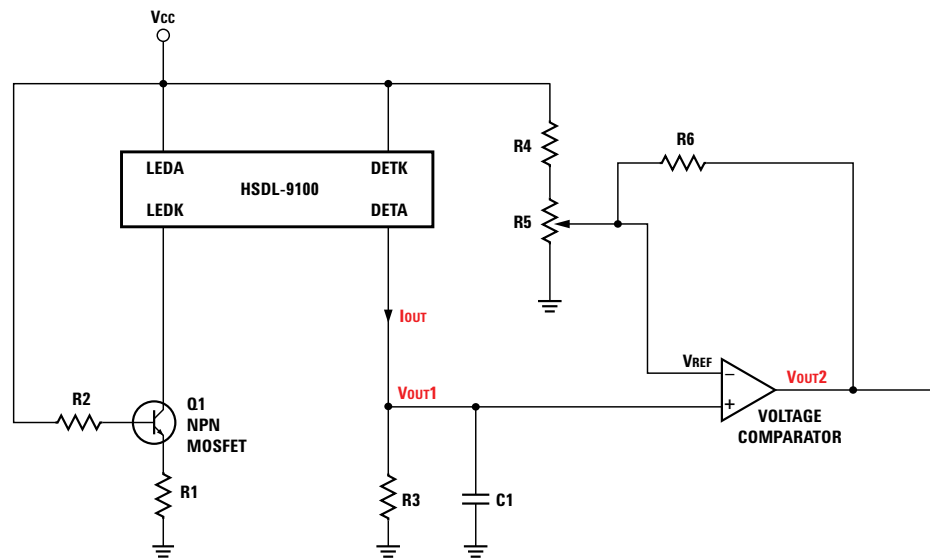 VCC
R4
R6
LEDA DETK
HSDL-9100
LEDK DETA
R5
IOUT
VREF
R2
Q1
NPN
MOSFET
VOUT1
−
+
VOUT2
VOLTAGE
COMPARATOR
R1
R3
C1